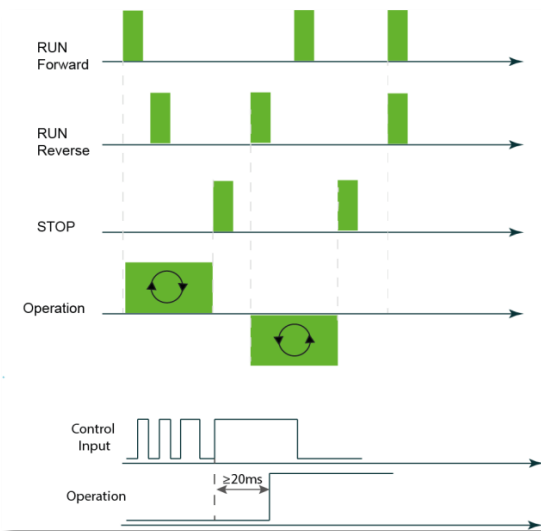 RUN
Forward
RUN
Reverse
STOP
Operation
Control
Input
≥20ms
Operation